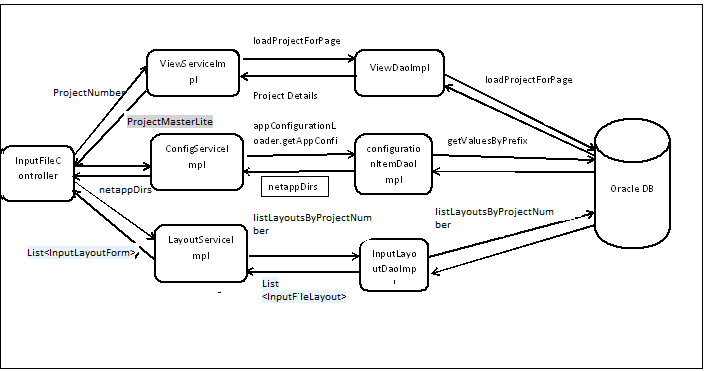 loadProjectForPage
ViewServiceIm
pl
ViewDaoImpl
loadProjectForPage
ProjectNumber
Project Details
ProjectMasterLite
appConfigurationL
oader.getAppConfi
InputFileC
ontroller
ConfigServiceI
mpl
configuratio
nItemDaoI
mpl
getValuesByPrefix
Oracle DB
netappDirs
netappDirs
listLayoutsByProjectNum
ber
listLayoutsByProjectNum
ber
List<InputLayoutForm>
LayoutServiceI
mpl
InputLayo
utDaoImp
l
List
<InputFileLayout>